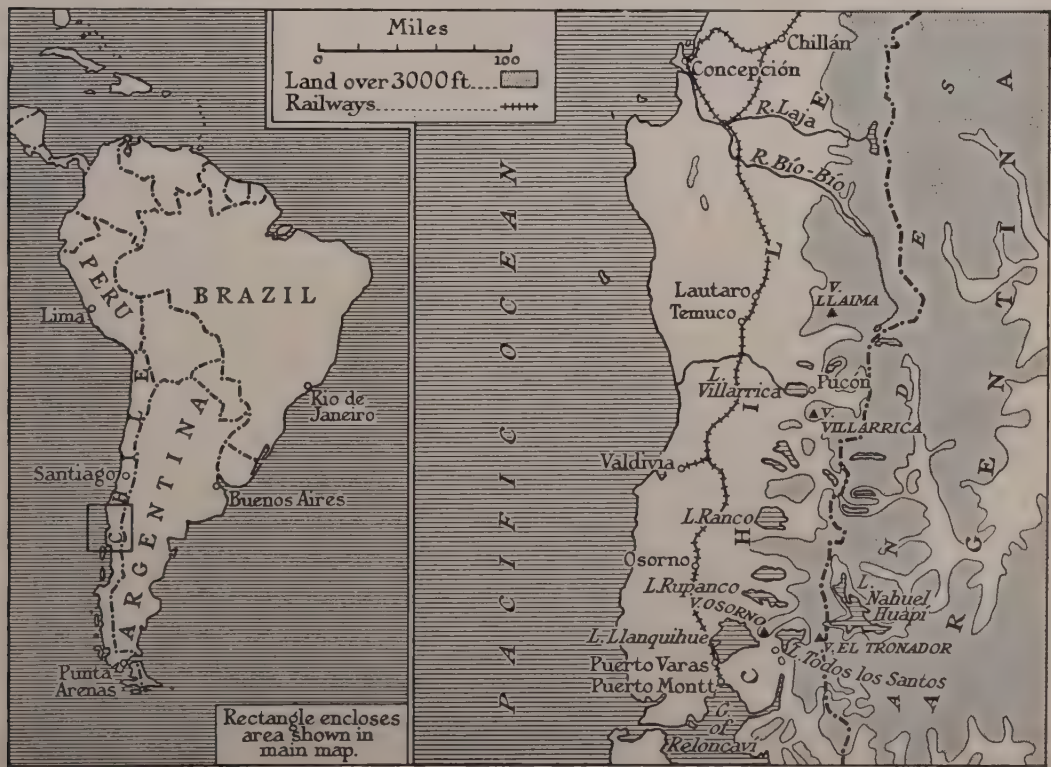 Miles
0 100
Land over 3000 ft.
Railways
PERU
BRAZIL
Lima
CHILE
ARGENTINA
Rio de
Janeiro
Santiago
Buenos Aires
Punta
Arenas
Rectangle encloses
area shown in
main map.
PACIFIC OCEAN
Chillán
Concepción
R. Laja
R. Bío-Bío
Lautaro
Temuco
V.
LLAIMA
L.
Villarrica
Pucón
V.
VILLARRICA
Valdivia
L. Ranco
Osorno
L. Rupanco
V. OSORNO
L. Llanquihue
Puerto Varas
Puerto Montt
G.
of
Reloncaví
L.
Nahuel
Huapí
V. EL TRONADOR
L. Todos los Santos
CHILE
ANDES
ARGENTINA